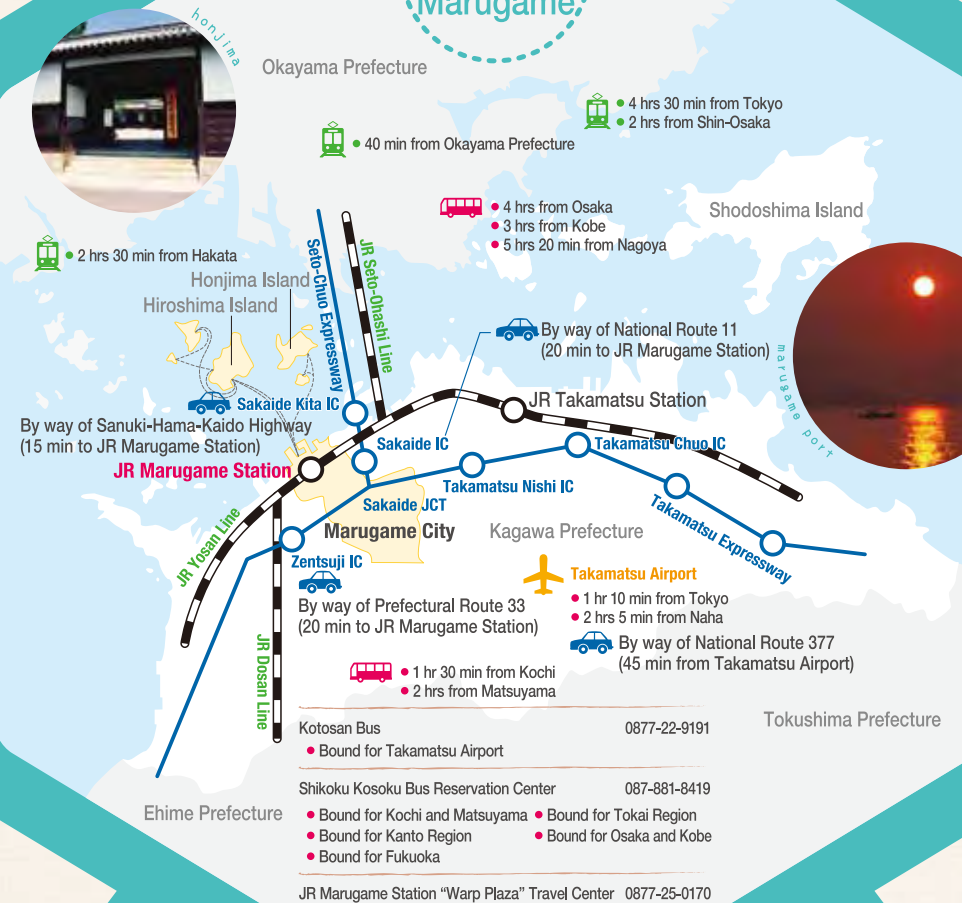 Marugame
honjima
Okayama Prefecture
4 hrs 30 min from Tokyo
2 hrs from Shin-Osaka
40 min from Okayama Prefecture
4 hrs from Osaka
3 hrs from Kobe
5 hrs 20 min from Nagoya
Shodoshima Island
2 hrs 30 min from Hakata
Honjima Island
Hiroshima Island
Seto-Chuo Expressway
JR Seto-Ohashi Line
By way of National Route 11
(20 min to JR Marugame Station)
marugame port
Sakaide Kita IC
JR Takamatsu Station
By way of Sanuki-Hama-Kaido Highway
(15 min to JR Marugame Station)
JR Marugame Station
Sakaide IC
Takamatsu Chuo IC
Takamatsu Nishi IC
Sakaide JCT
Marugame City
Kagawa Prefecture
Takamatsu Expressway
JR Yosan Line
Zentsuji IC
By way of Prefectural Route 33
(20 min to JR Marugame Station)
Takamatsu Airport
1 hr 10 min from Tokyo
2 hrs 5 min from Naha
By way of National Route 377
(45 min from Takamatsu Airport)
JR Dosan Line
1 hr 30 min from Kochi
2 hrs from Matsuyama
Tokushima Prefecture
Ehime Prefecture
Kotosan Bus 0877-22-9191
Bound for Takamatsu Airport
Shikoku Kosoku Bus Reservation Center 087-881-8419
Bound for Kochi and Matsuyama Bound for Tokai Region
Bound for Kanto Region Bound for Osaka and Kobe
Bound for Fukuoka
JR Marugame Station “Warp Plaza” Travel Center 0877-25-0170